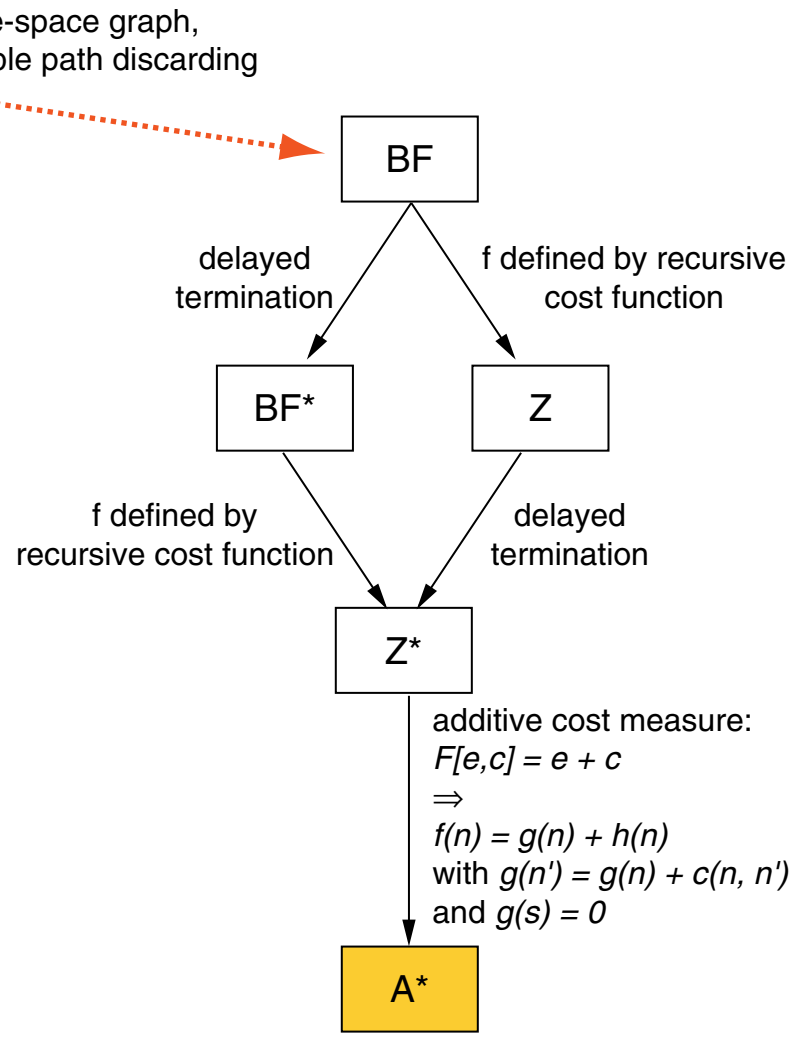 e-space graph,
ble path discarding
BF
delayed
termination
f defined by recursive
cost function
BF*
Z
f defined by
recursive cost function
delayed
termination
Z*
additive cost measure:
F[e,c] = e + c
⇒
f(n) = g(n) + h(n)
with g(n') = g(n) + c(n, n')
and g(s) = 0
A*